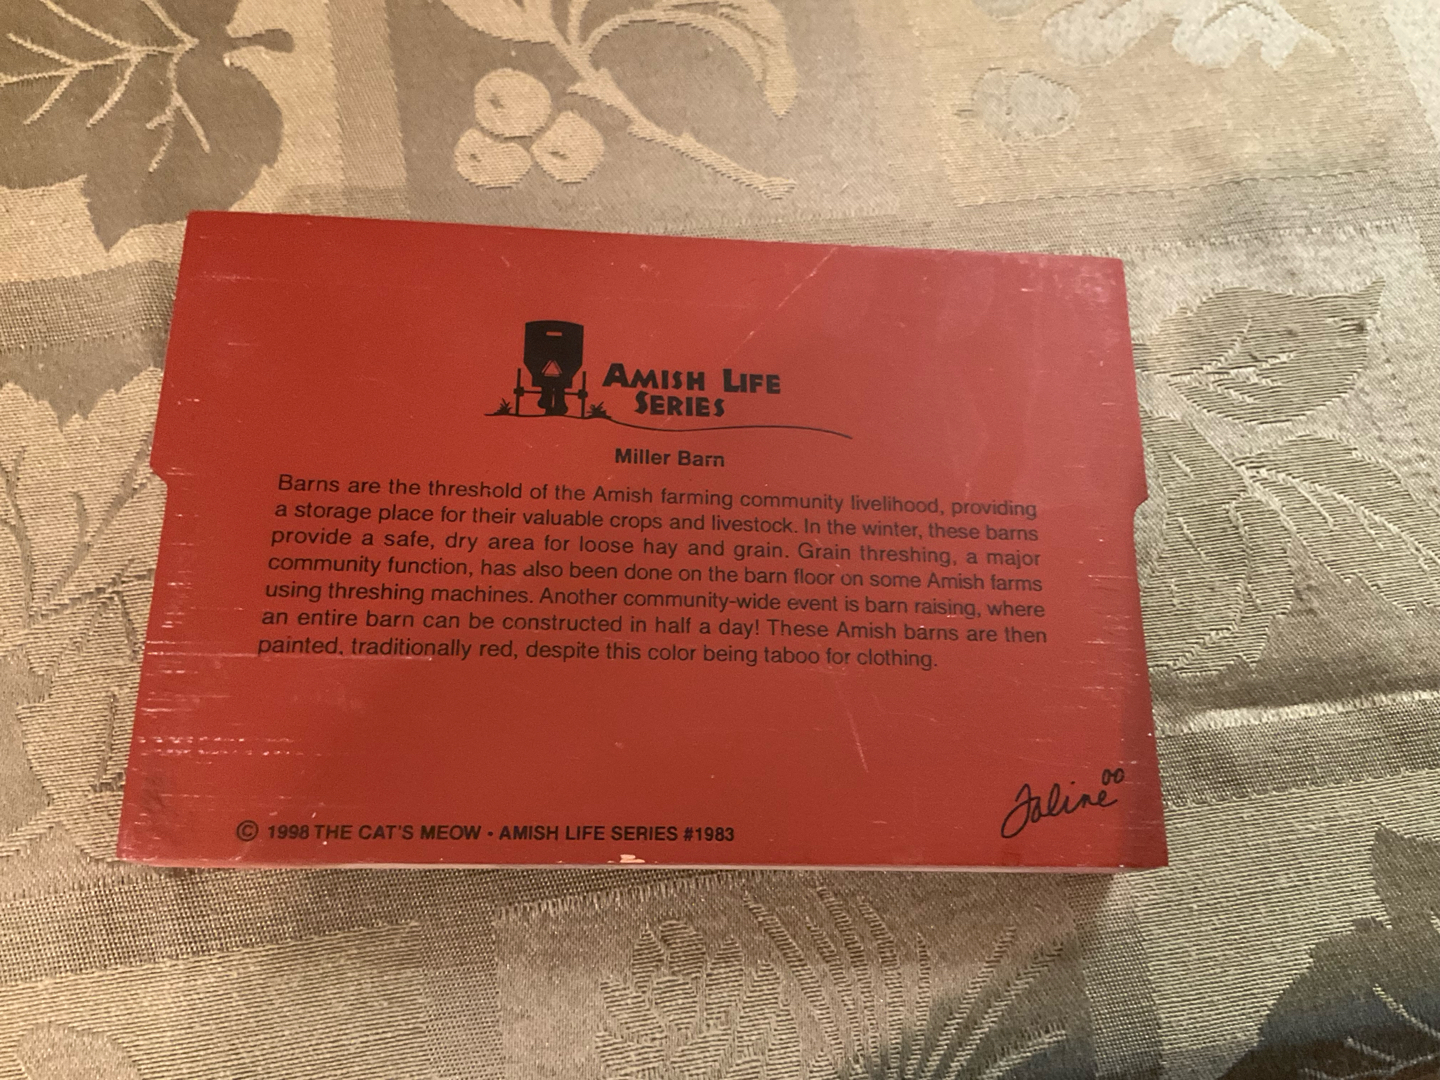 AMISH LIFE
SERIES
Miller Barn
Barns are the threshold of the Amish farming community livelihood, providing
a storage place for their valuable crops and livestock. In the winter, these barns
provide a safe, dry area for loose hay and grain. Grain threshing, a major
community function, has also been done on the barn floor on some Amish farms
using threshing machines. Another community-wide event is barn raising, where
an entire barn can be constructed in half a day! These Amish barns are then
painted, traditionally red, despite this color being taboo for clothing.
Faline 00
© 1998 THE CAT'S MEOW • AMISH LIFE SERIES #1983